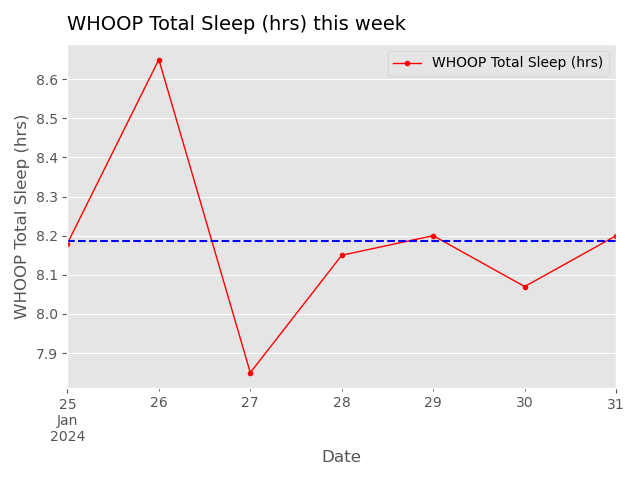 WHOOP Total Sleep (hrs) this week
WHOOP Total Sleep (hrs)
WHOOP Total Sleep (hrs)
8.6
8.5
8.4
8.3
8.2
8.1
8.0
7.9
25 26 27 28 29 30 31
Jan
2024
Date